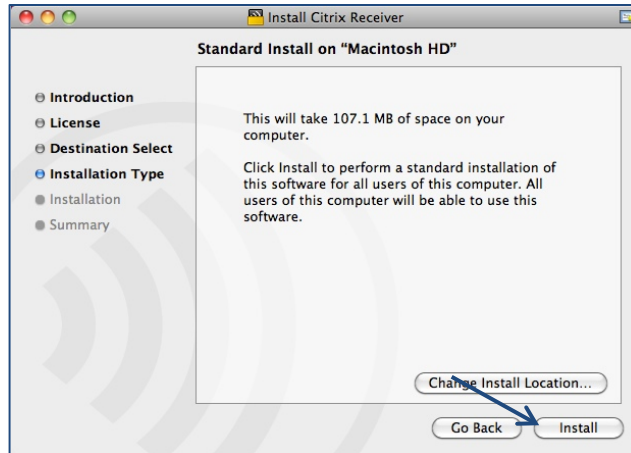 Install Citrix Receiver
Standard Install on “Macintosh HD”
Introduction
License
Destination Select
Installation Type
Installation
Summary
This will take 107.1 MB of space on your
computer.
Click Install to perform a standard installation of
this software for all users of this computer. All
users of this computer will be able to use this
software.
Change Install Location...
Go Back
Install